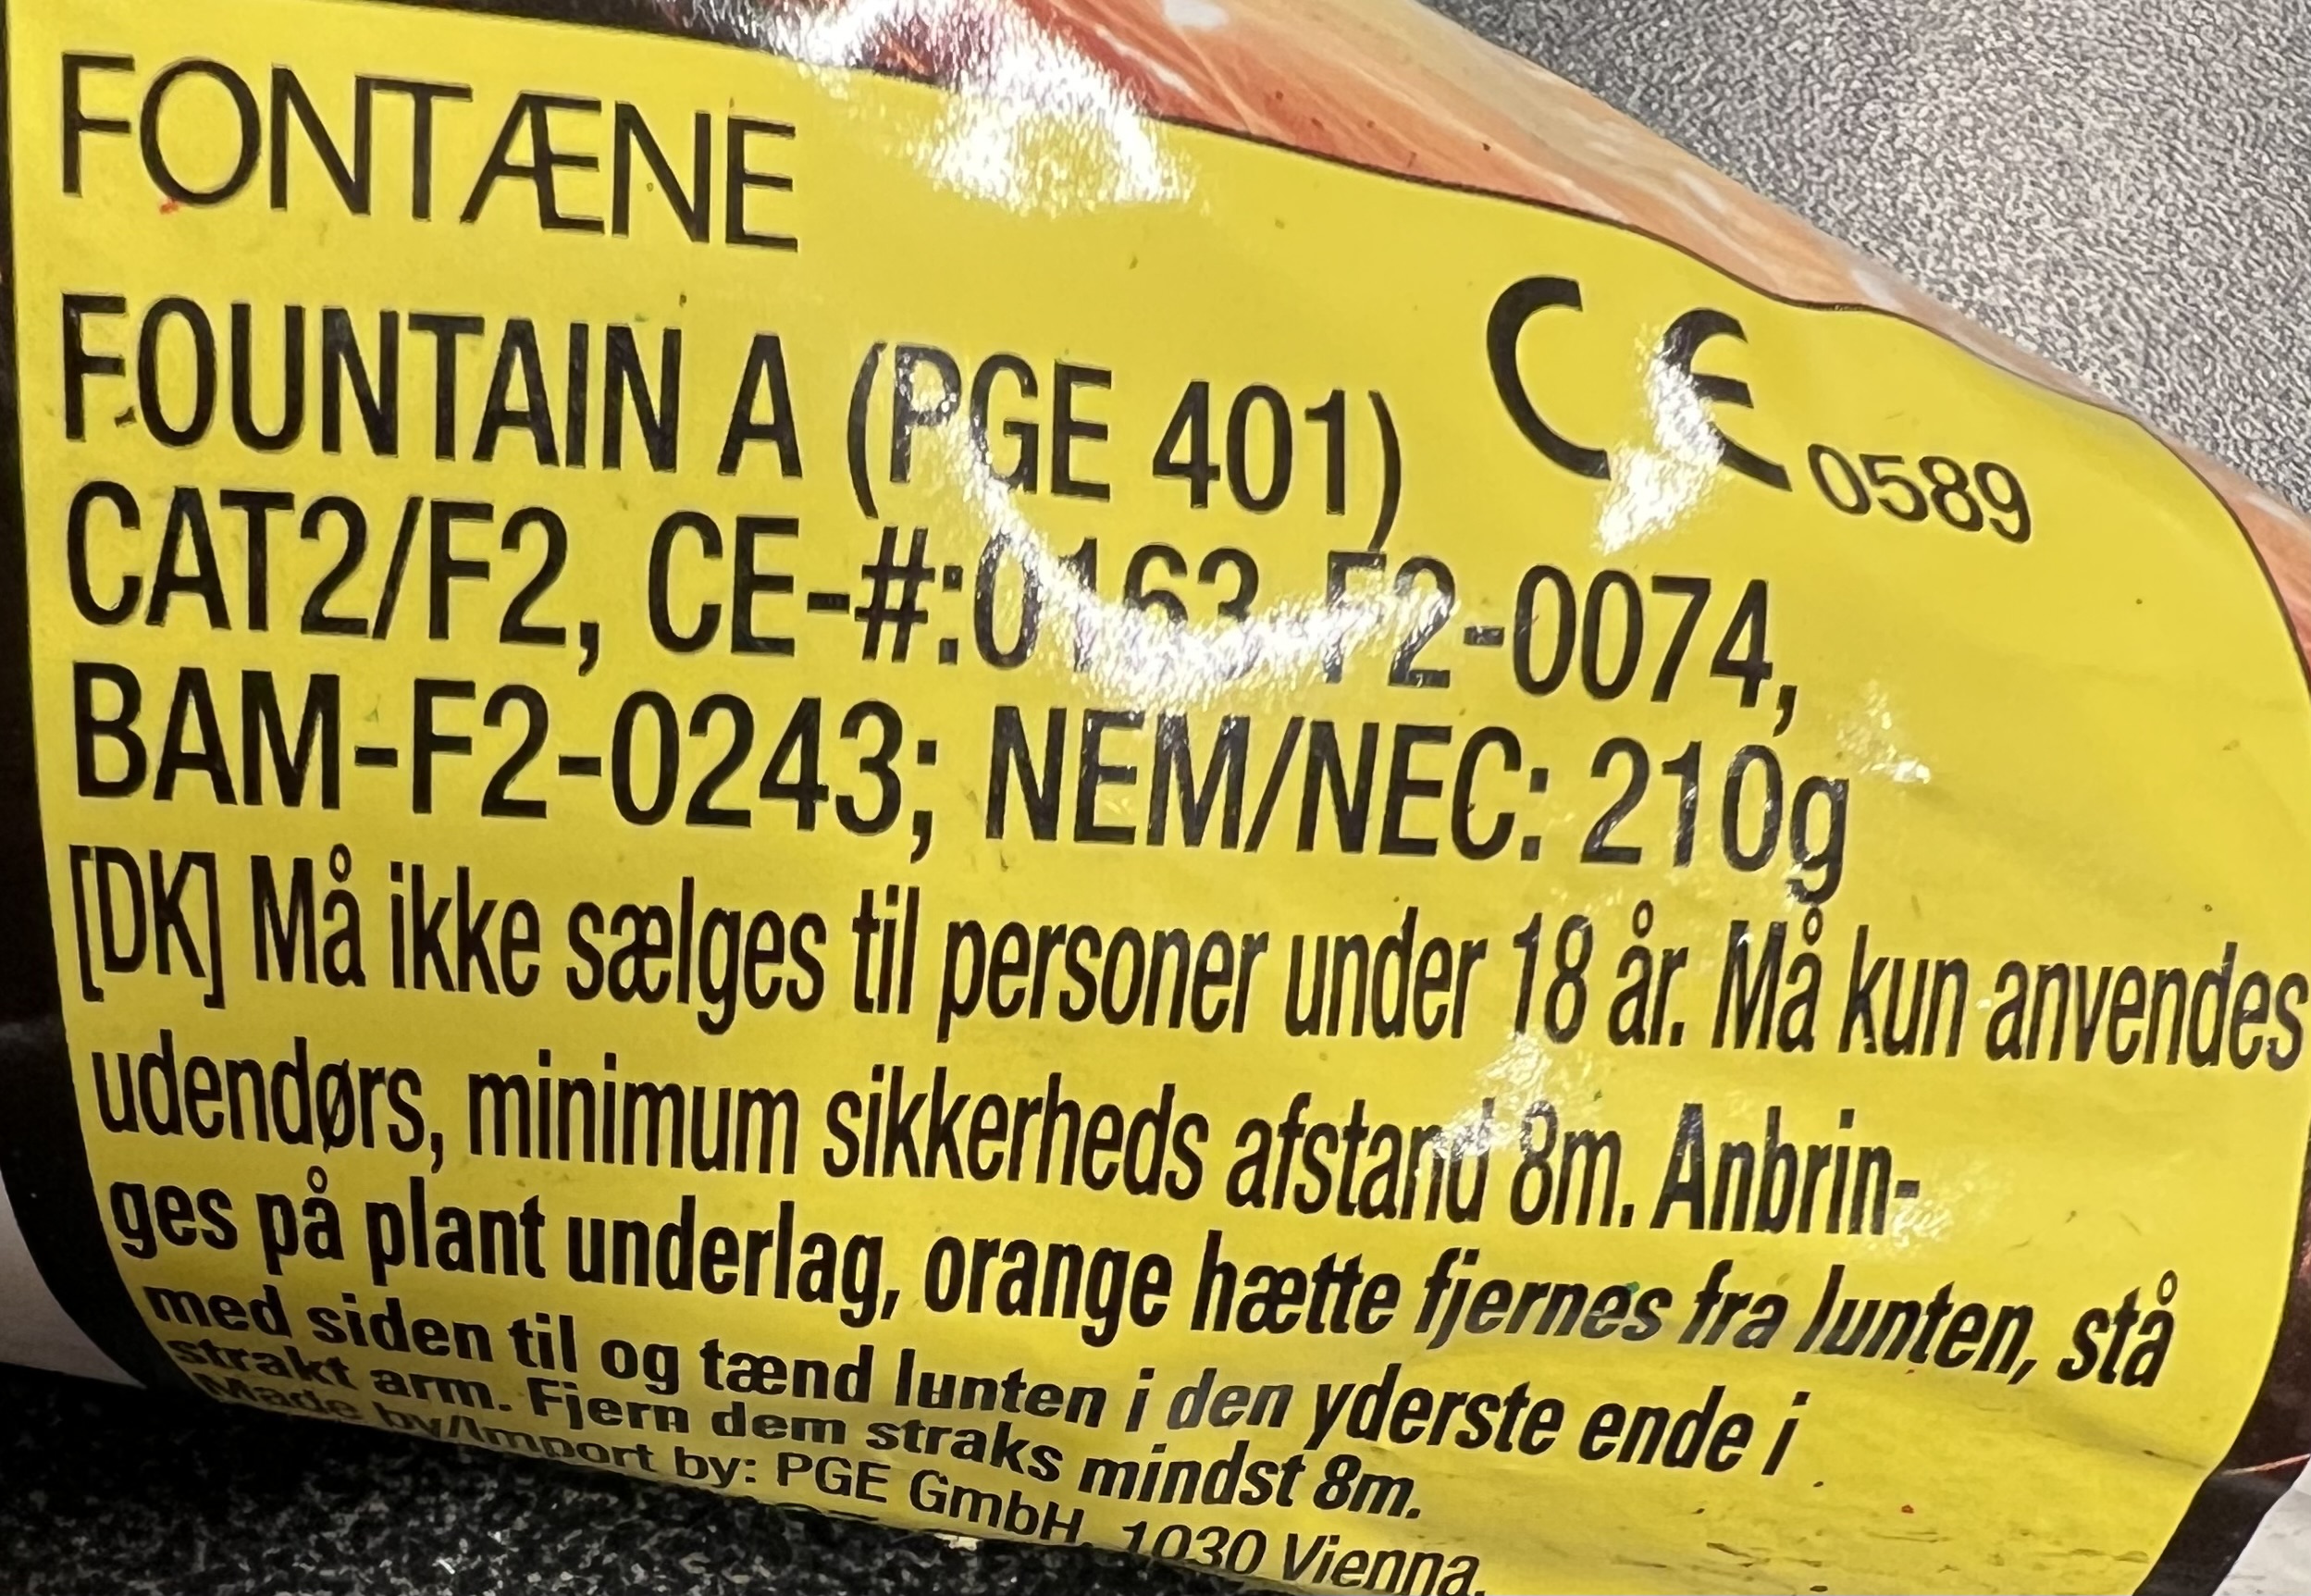 FONTÆNE
FOUNTAIN A (PGE 401) CE 0589
CAT2/F2, CE-#:0163-F2-0074,
BAM-F2-0243; NEM/NEC: 210g
[DK] Må ikke sælges til personer under 18 år. Må kun anvendes
udendørs, minimum sikkerheds afstand 8m. Anbrin-
ges på plant underlag, orange hætte fjernes fra lunten, stå
med siden til og tænd lunten i den yderste ende i
strakt arm. Fjern dem straks mindst 8m.
Made by/Import by: PGE GmbH, 1030 Vienna,